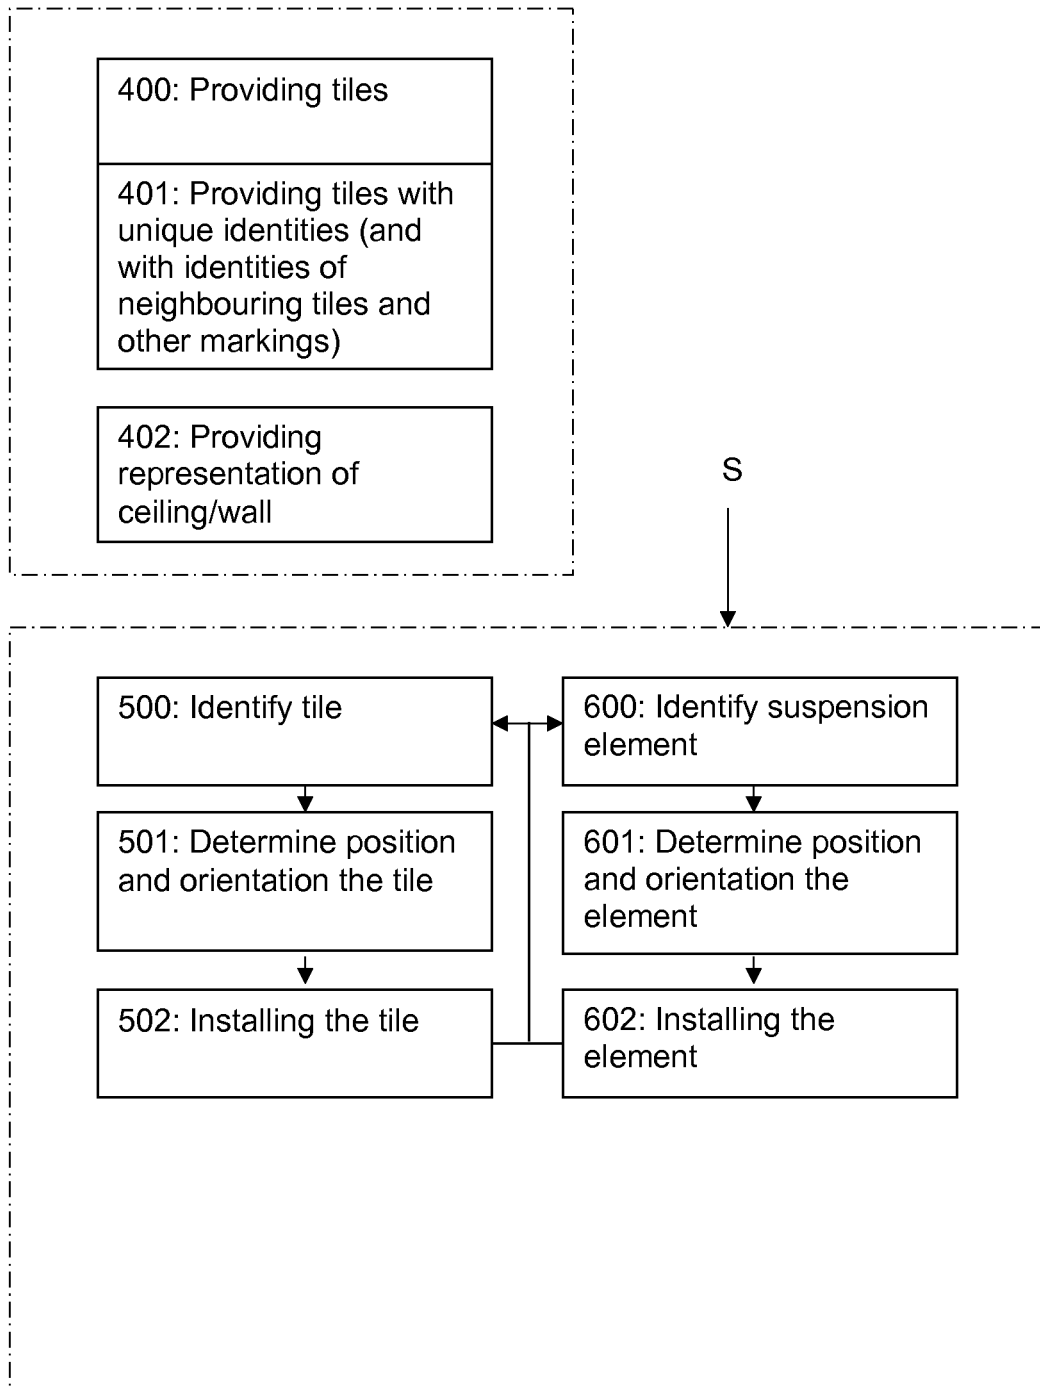 400: Providing tiles
401: Providing tiles with
unique identities (and
with identities of
neighbouring tiles and
other markings)
402: Providing
representation of
ceiling/wall
S
500: Identify tile
600: Identify suspension
element
501: Determine position
and orientation the tile
601: Determine position
and orientation the
element
502: Installing the tile
602: Installing the
element